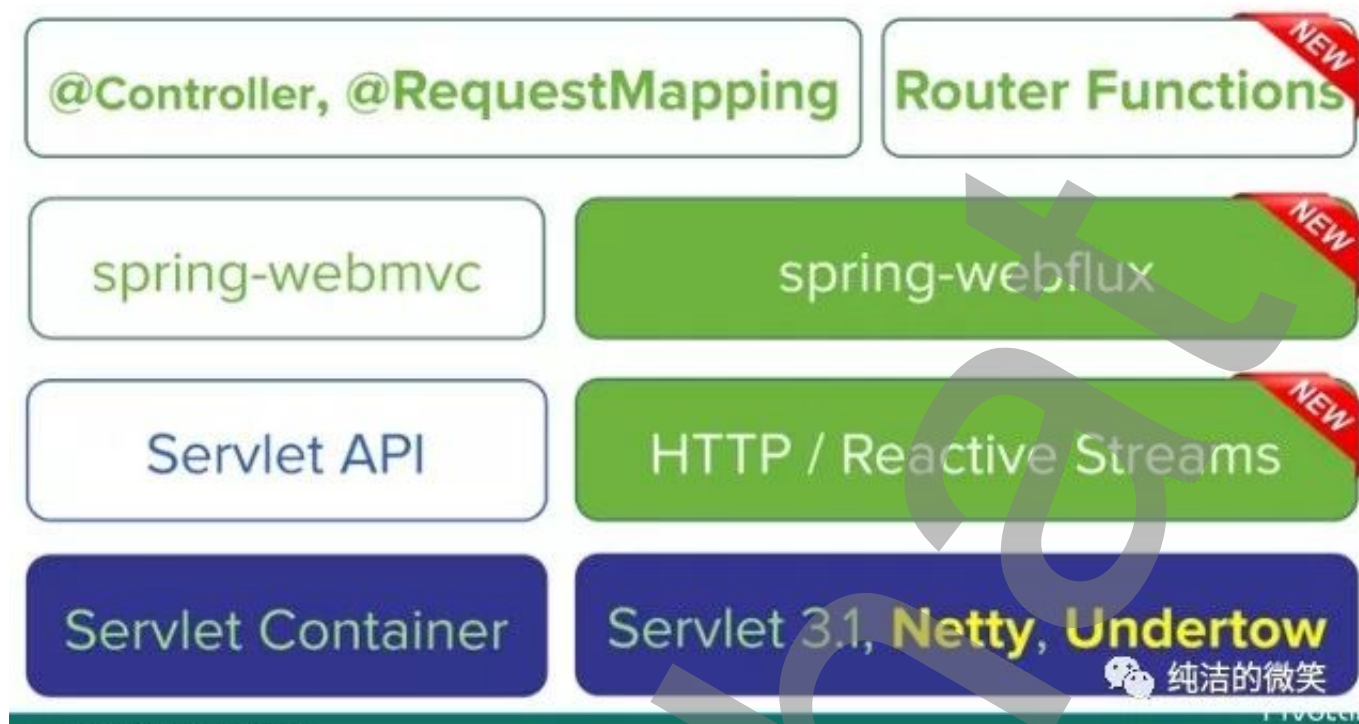 @Controller, @RequestMapping
Router Functions
NEW
spring-webmvc
spring-webflux
NEW
Servlet API
HTTP / Reactive Streams
NEW
Servlet Container
Servlet 3.1, Netty, Undertow
纯洁的微笑